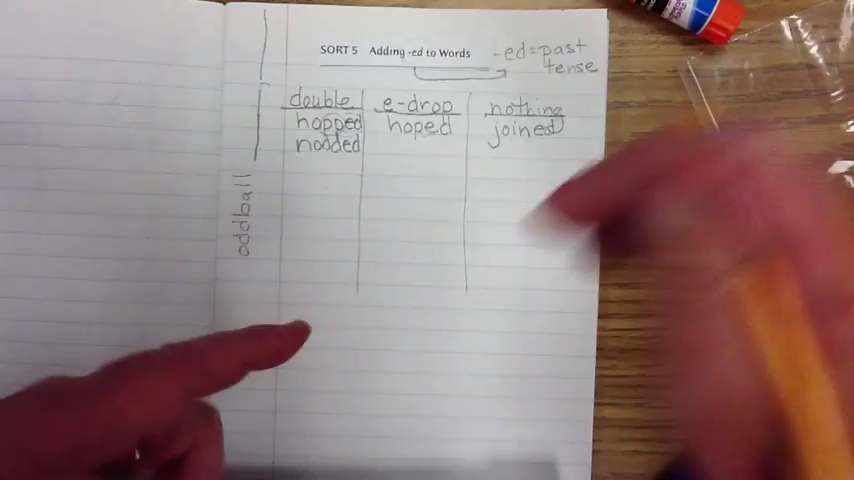 SORT 5 Adding -ed to Words
-ed = past
tense
double e-drop nothing
hopped hoped joined
nodded
oddball